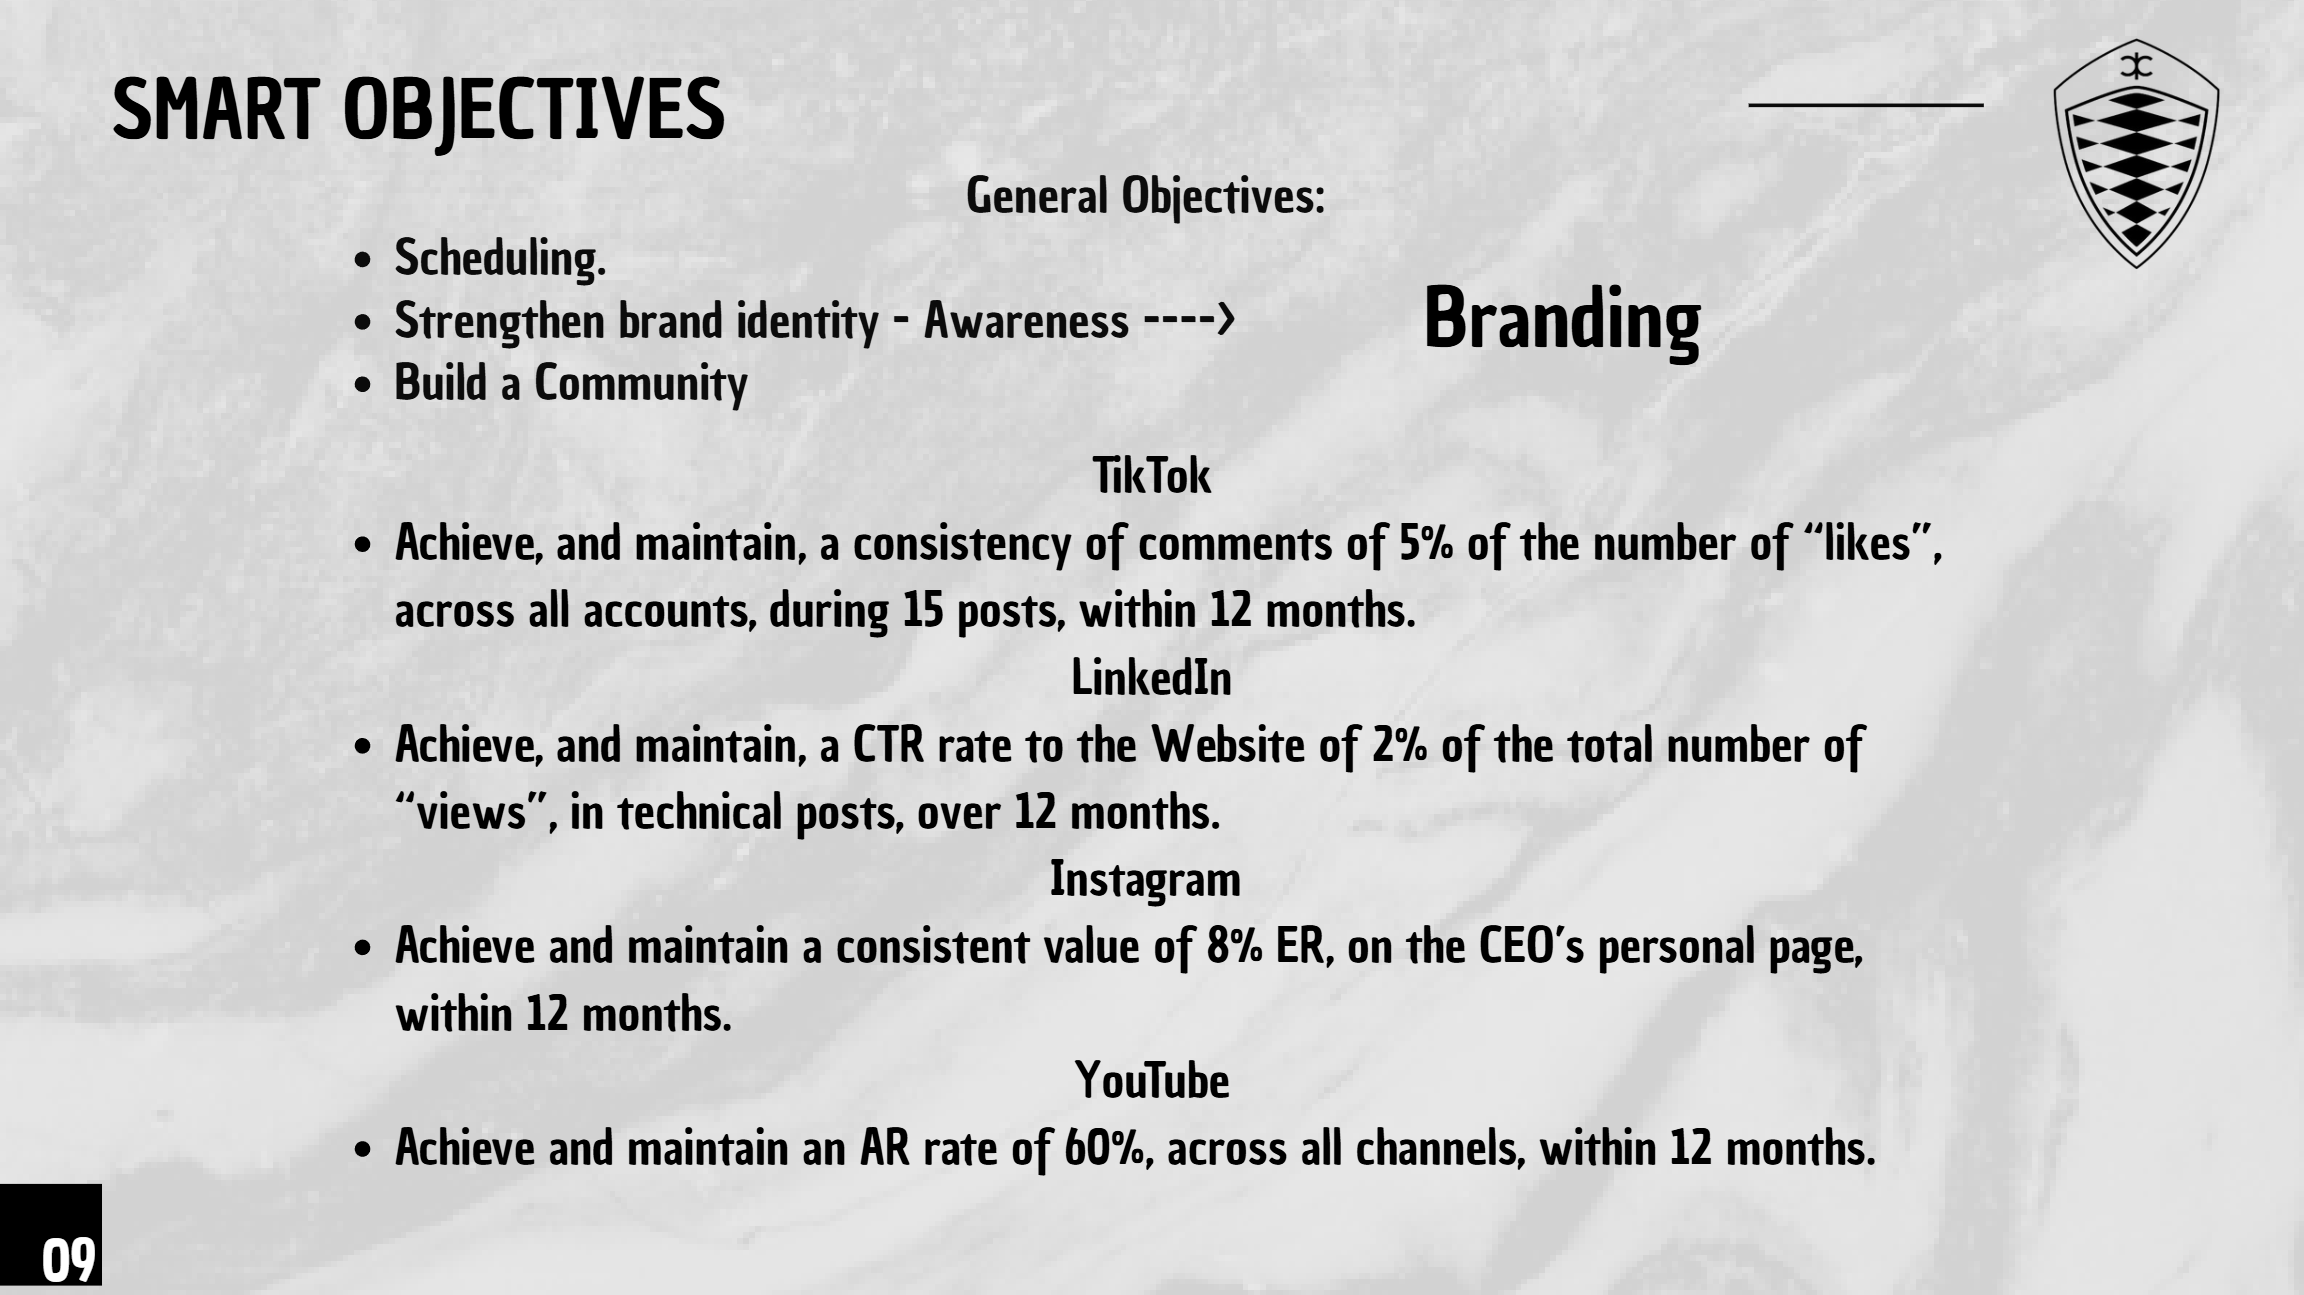 SMART OBJECTIVES
General Objectives:
• Scheduling.
• Strengthen brand identity - Awareness ---->
Branding
• Build a Community
TikTok
• Achieve, and maintain, a consistency of comments of 5% of the number of “likes”,
across all accounts, during 15 posts, within 12 months.
LinkedIn
• Achieve, and maintain, a CTR rate to the Website of 2% of the total number of
“views”, in technical posts, over 12 months.
Instagram
• Achieve and maintain a consistent value of 8% ER, on the CEO’s personal page,
within 12 months.
YouTube
• Achieve and maintain an AR rate of 60%, across all channels, within 12 months.
09